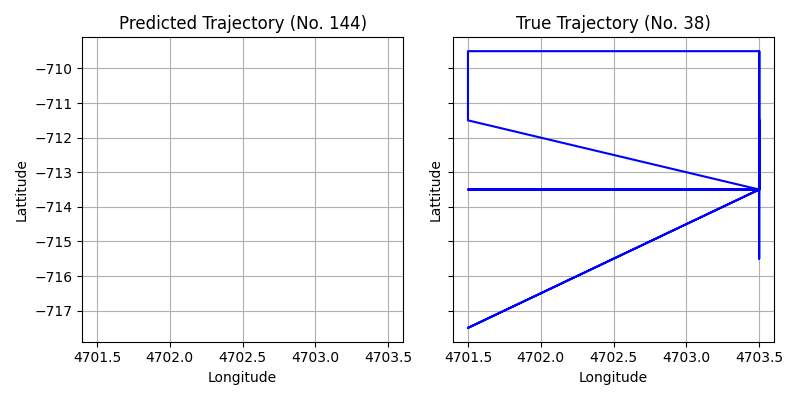 Predicted Trajectory (No. 144)
True Trajectory (No. 38)
−710
−711
−712
−713
−714
−715
−716
−717
Lattitude
Lattitude
4701.5 4702.0 4702.5 4703.0 4703.5
4701.5 4702.0 4702.5 4703.0 4703.5
Longitude
Longitude